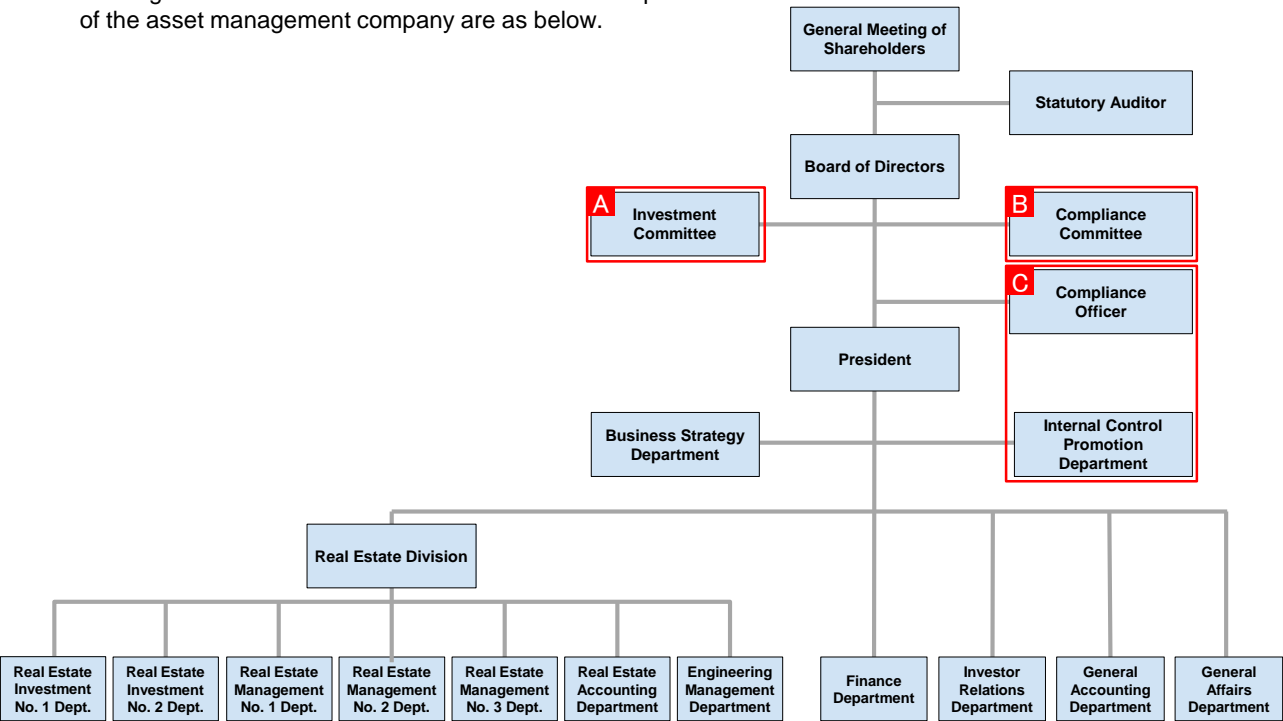 of the asset management company are as below.
General Meeting of
Shareholders
Statutory Auditor
Board of Directors
A
Investment
Committee
B
Compliance
Committee
C
Compliance
Officer
President
Business Strategy
Department
Internal Control
Promotion
Department
Real Estate Division
Real Estate
Investment
No. 1 Dept.
Real Estate
Investment
No. 2 Dept.
Real Estate
Management
No. 1 Dept.
Real Estate
Management
No. 2 Dept.
Real Estate
Management
No. 3 Dept.
Real Estate
Accounting
Department
Engineering
Management
Department
Finance
Department
Investor
Relations
Department
General
Accounting
Department
General
Affairs
Department